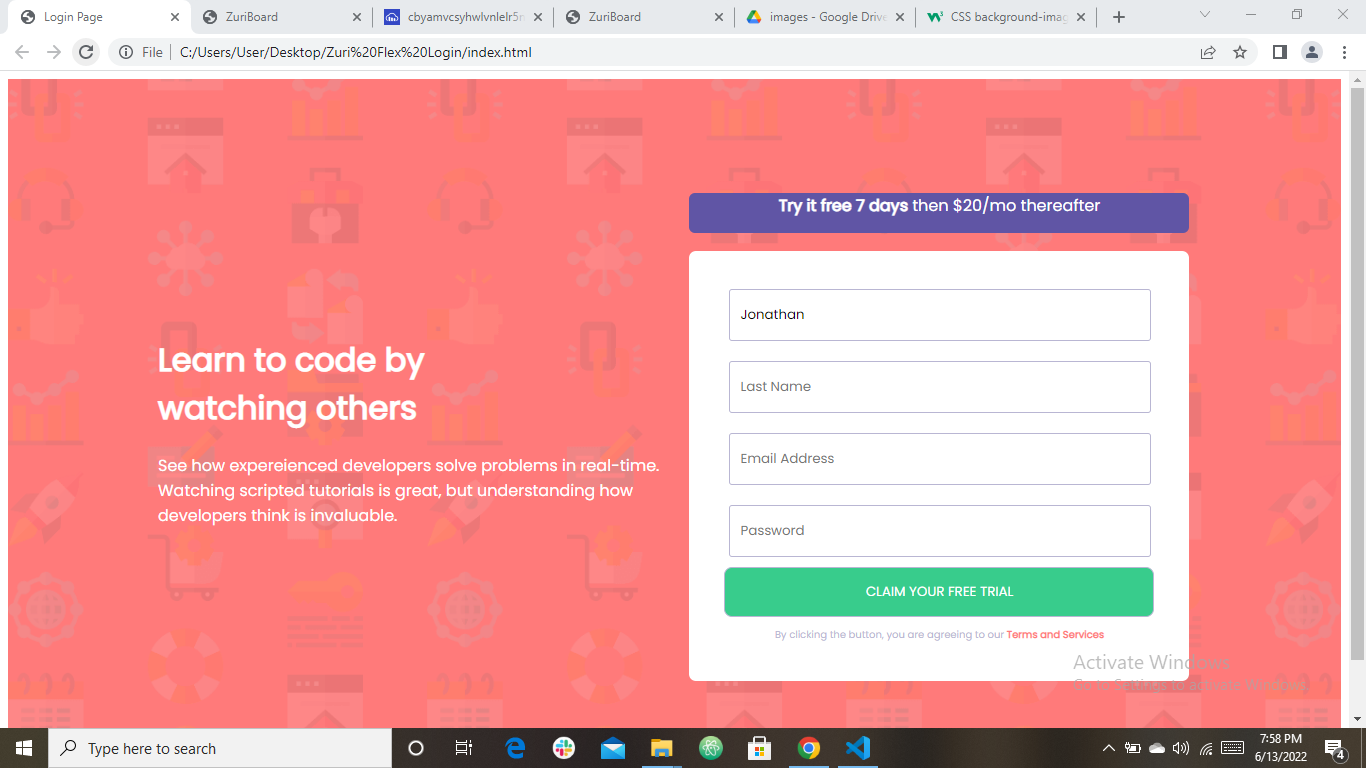 Login Page
ZuriBoard
cbyamvcsyhwlvnlelr5n
ZuriBoard
images - Google Drive
CSS background-imag
File
C:/Users/User/Desktop/Zuri%20Flex%20Login/index.html
Try it free 7 days then $20/mo thereafter
Jonathan
Last Name
Email Address
Password
CLAIM YOUR FREE TRIAL
By clicking the button, you are agreeing to our Terms and Services
Learn to code by
watching others
See how expereienced developers solve problems in real-time.
Watching scripted tutorials is great, but understanding how
developers think is invaluable.
Activate Windows
Go to Settings to activate Windows.
Type here to search
7:58 PM
6/13/2022
4